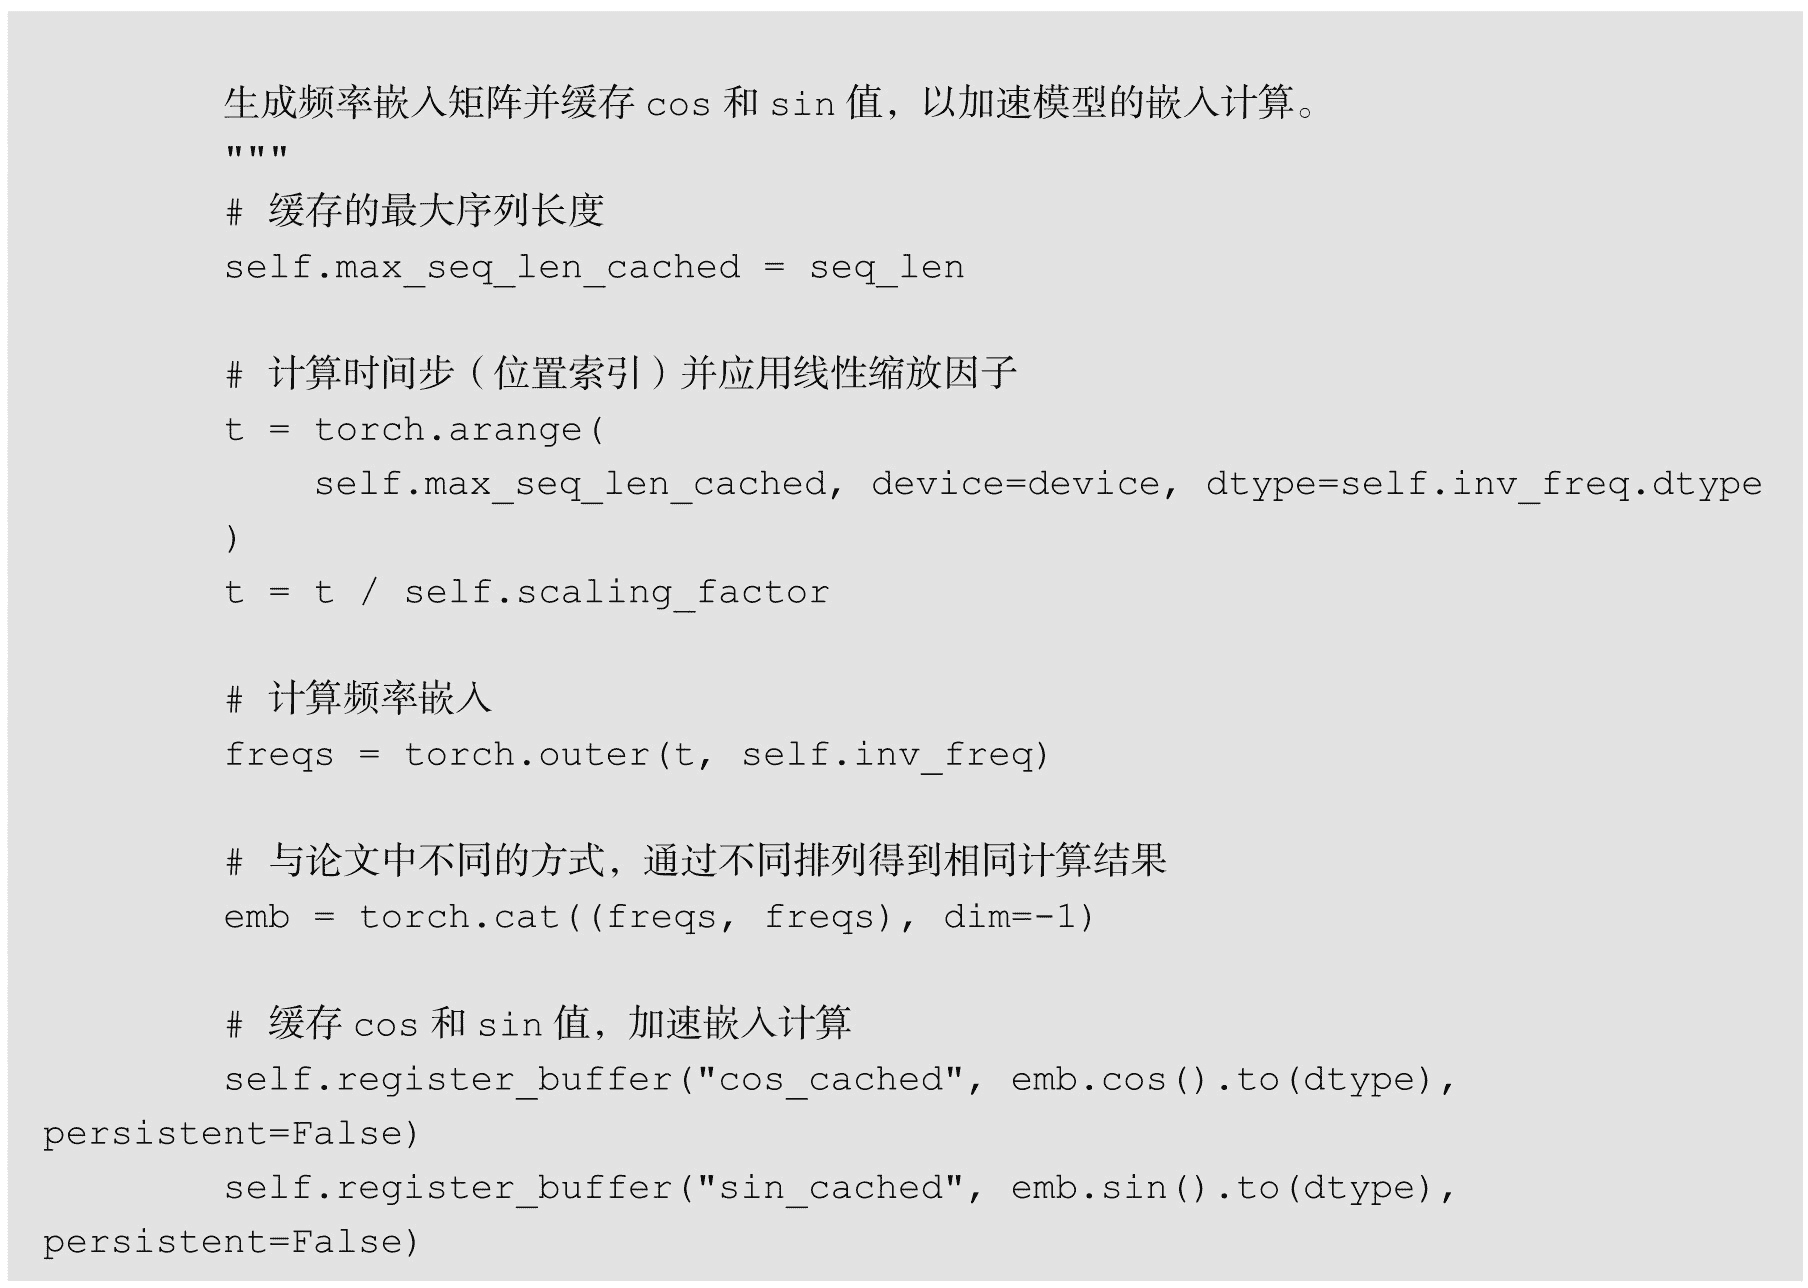 生成频率嵌入矩阵并缓存 cos 和 sin 值，以加速模型的嵌入计算。
"""
# 缓存的最大序列长度
self.max_seq_len_cached = seq_len
# 计算时间步（位置索引）并应用线性缩放因子
t = torch.arange(
self.max_seq_len_cached, device=device, dtype=self.inv_freq.dtype
)
t = t / self.scaling_factor
# 计算频率嵌入
freqs = torch.outer(t, self.inv_freq)
# 与论文中不同的方式，通过不同排列得到相同计算结果
emb = torch.cat((freqs, freqs), dim=-1)
# 缓存 cos 和 sin 值，加速嵌入计算
self.register_buffer("cos_cached", emb.cos().to(dtype),
persistent=False)
self.register_buffer("sin_cached", emb.sin().to(dtype),
persistent=False)